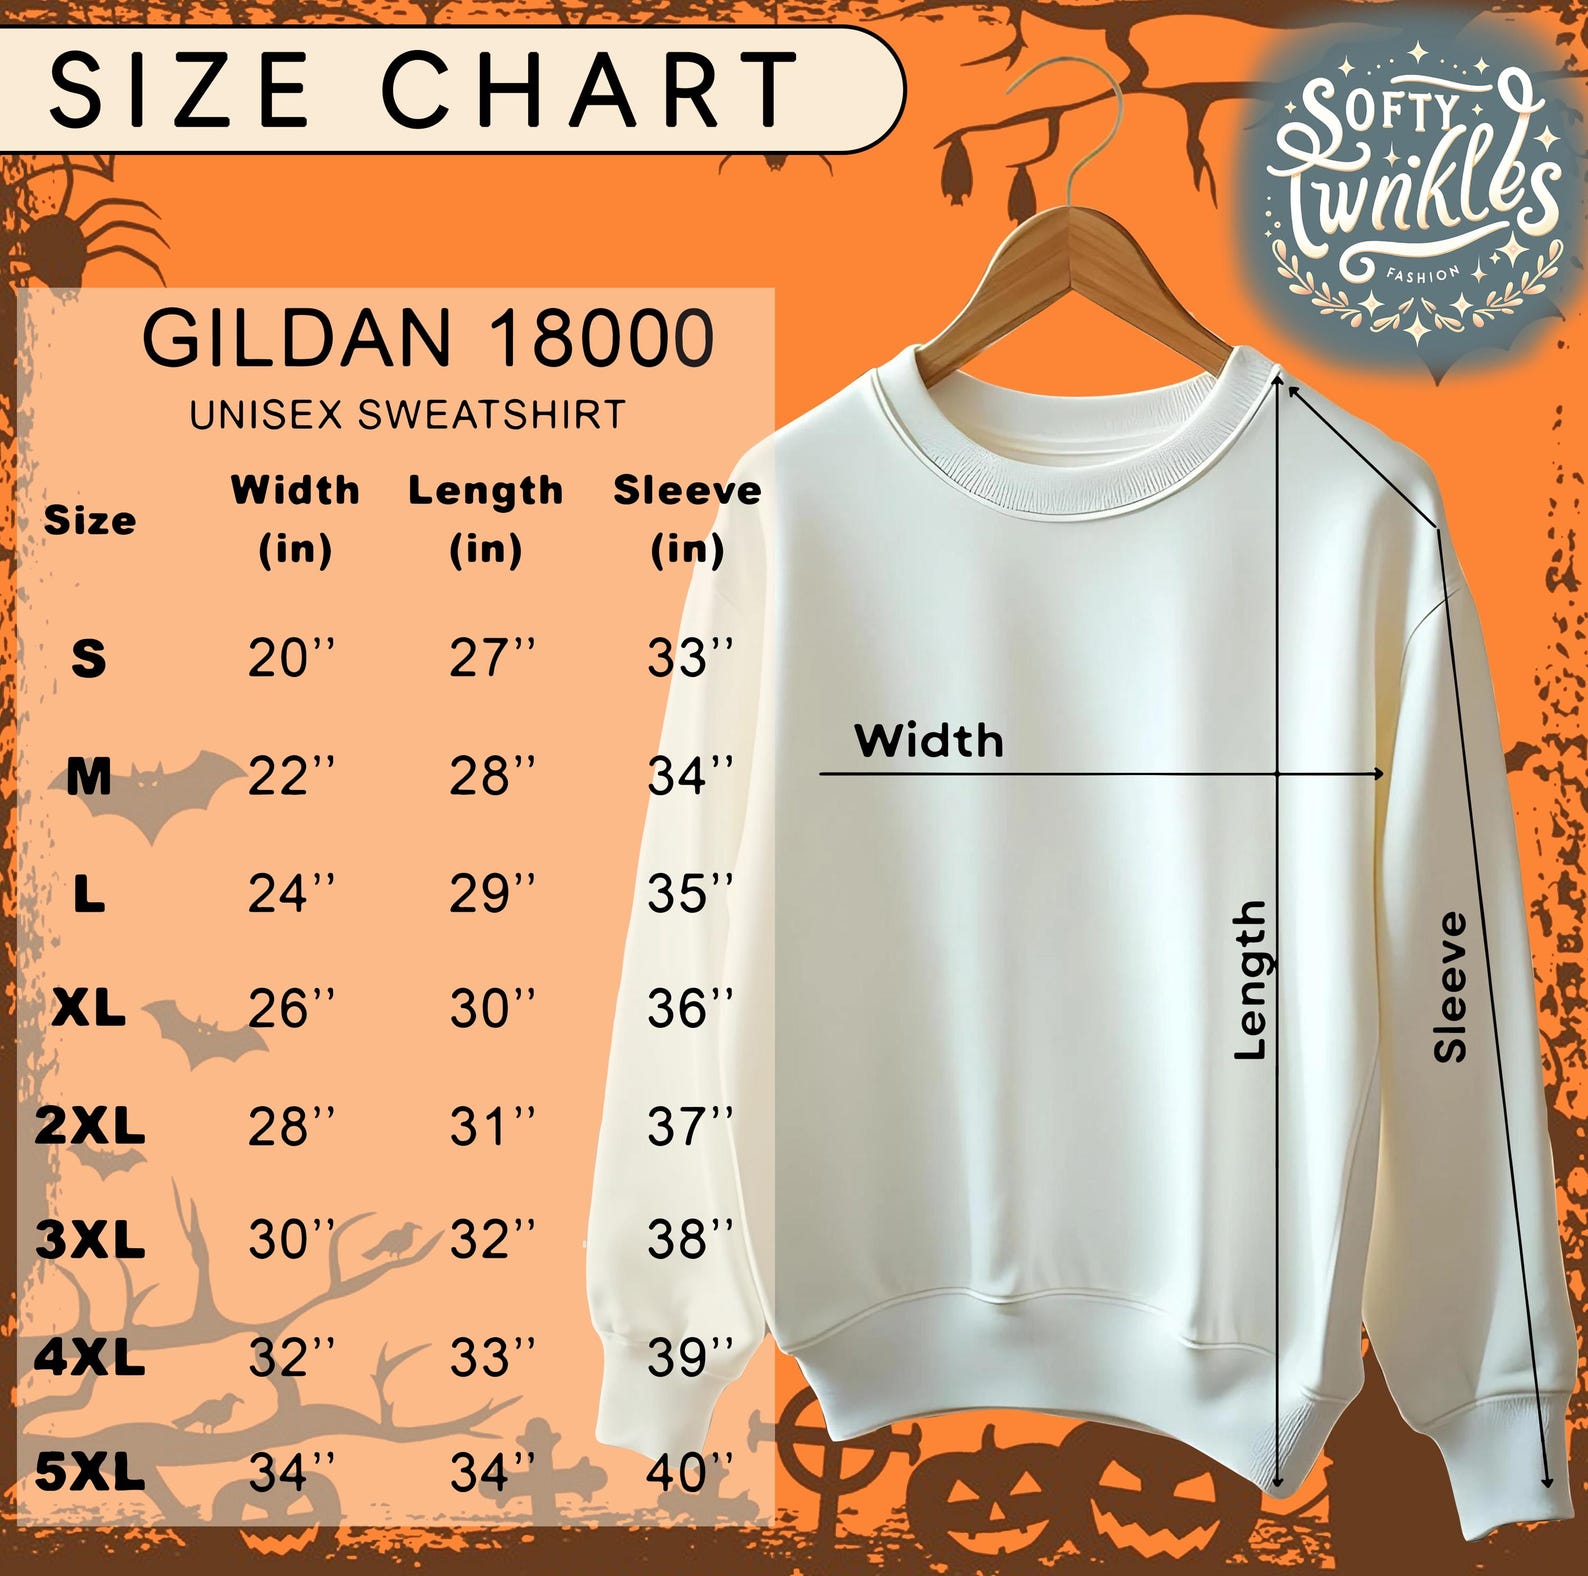 SIZE CHART
SOFTY
Twinkles
FASHION
GILDAN 18000
UNISEX SWEATSHIRT
Size Width (in) Length (in) Sleeve (in)
S 20’’ 27’’ 33’’
M 22’’ 28’’ 34’’
L 24’’ 29’’ 35’’
XL 26’’ 30’’ 36’’
2XL 28’’ 31’’ 37’’
3XL 30’’ 32’’ 38’’
4XL 32’’ 33’’ 39’’
5XL 34’’ 34’’ 40’’
Width
Length
Sleeve